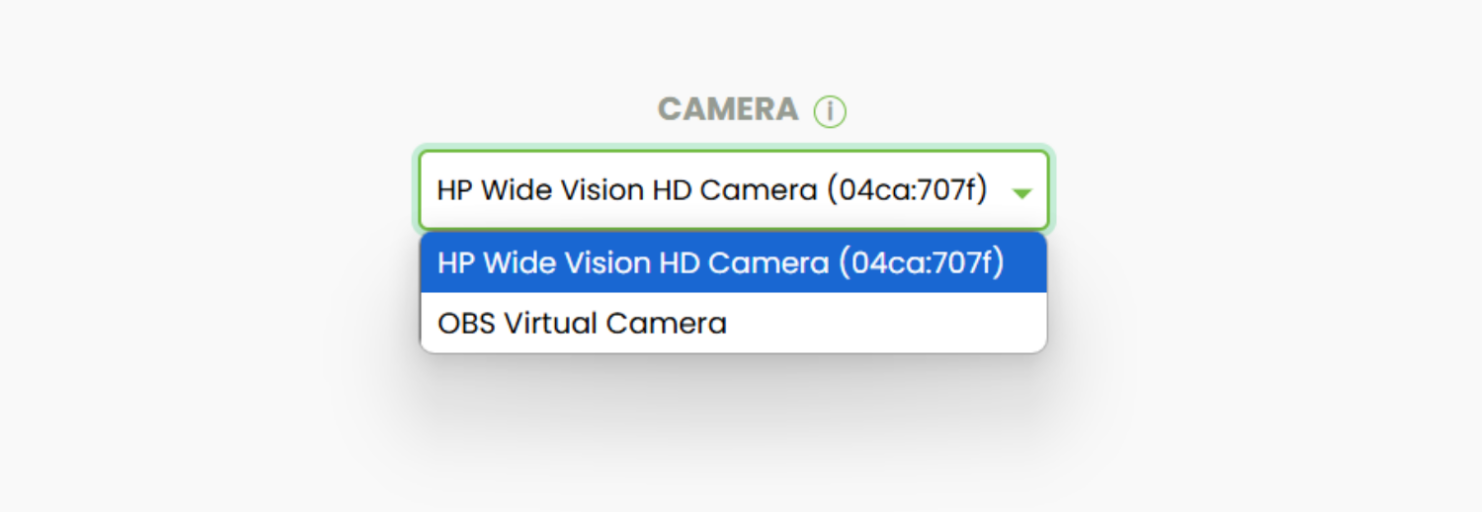 CAMERA i
HP Wide Vision HD Camera (04ca:707f)
HP Wide Vision HD Camera (04ca:707f)
OBS Virtual Camera